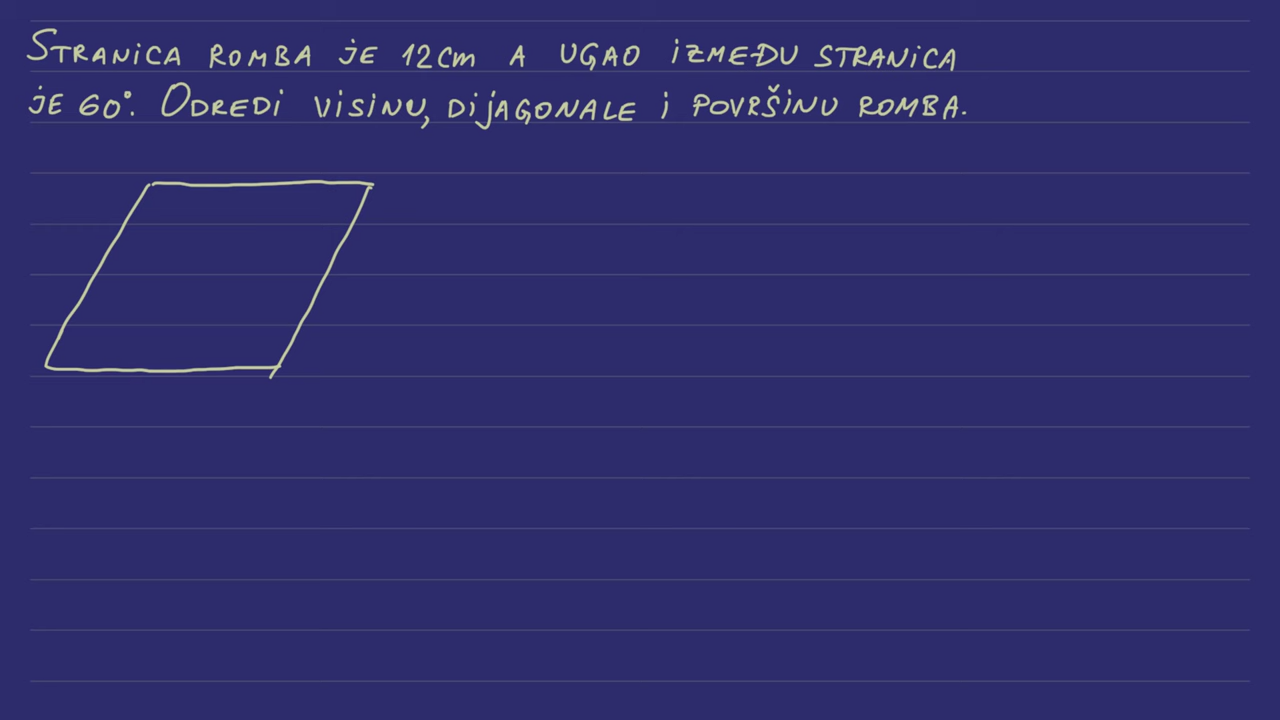 STRANICA ROMBA JE 12cm A UGAO IZMEĐU STRANICA
JE 60°. ODREDI VISINU, DIJAGONALE I POVRŠINU ROMBA.